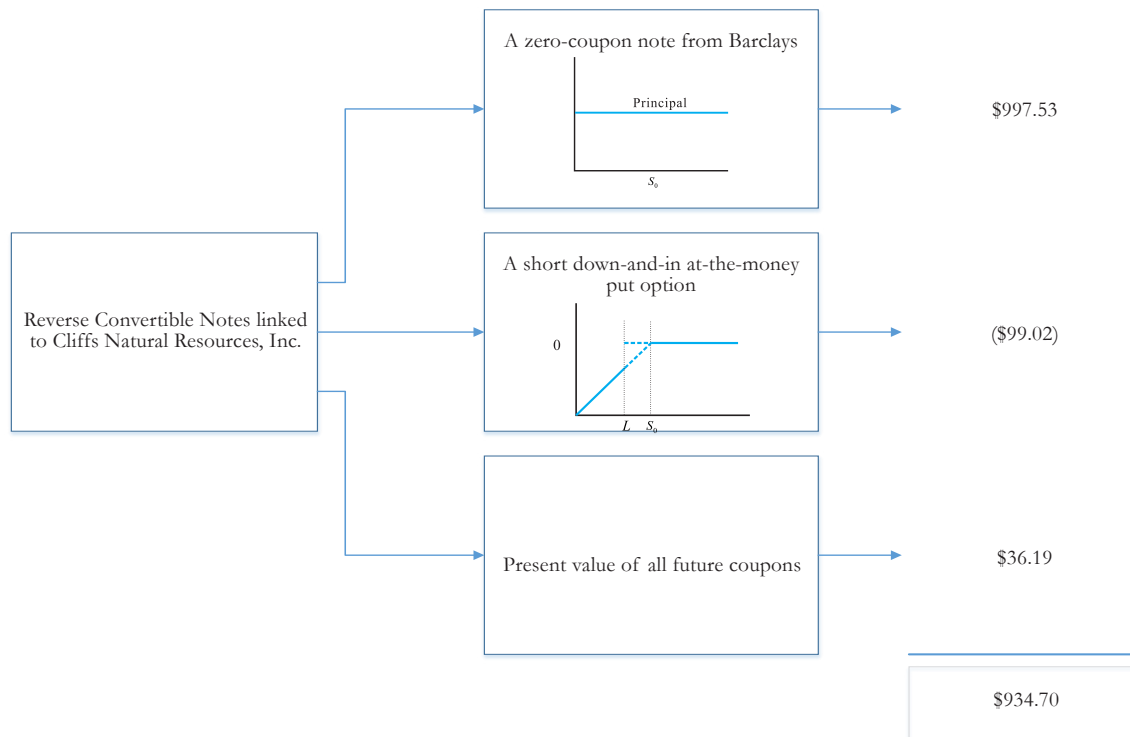 A zero-coupon note from Barclays
Principal
S₀
$997.53
Reverse Convertible Notes linked
to Cliffs Natural Resources, Inc.
A short down-and-in at-the-money
put option
0
L S₀
($99.02)
Present value of all future coupons
$36.19
$934.70